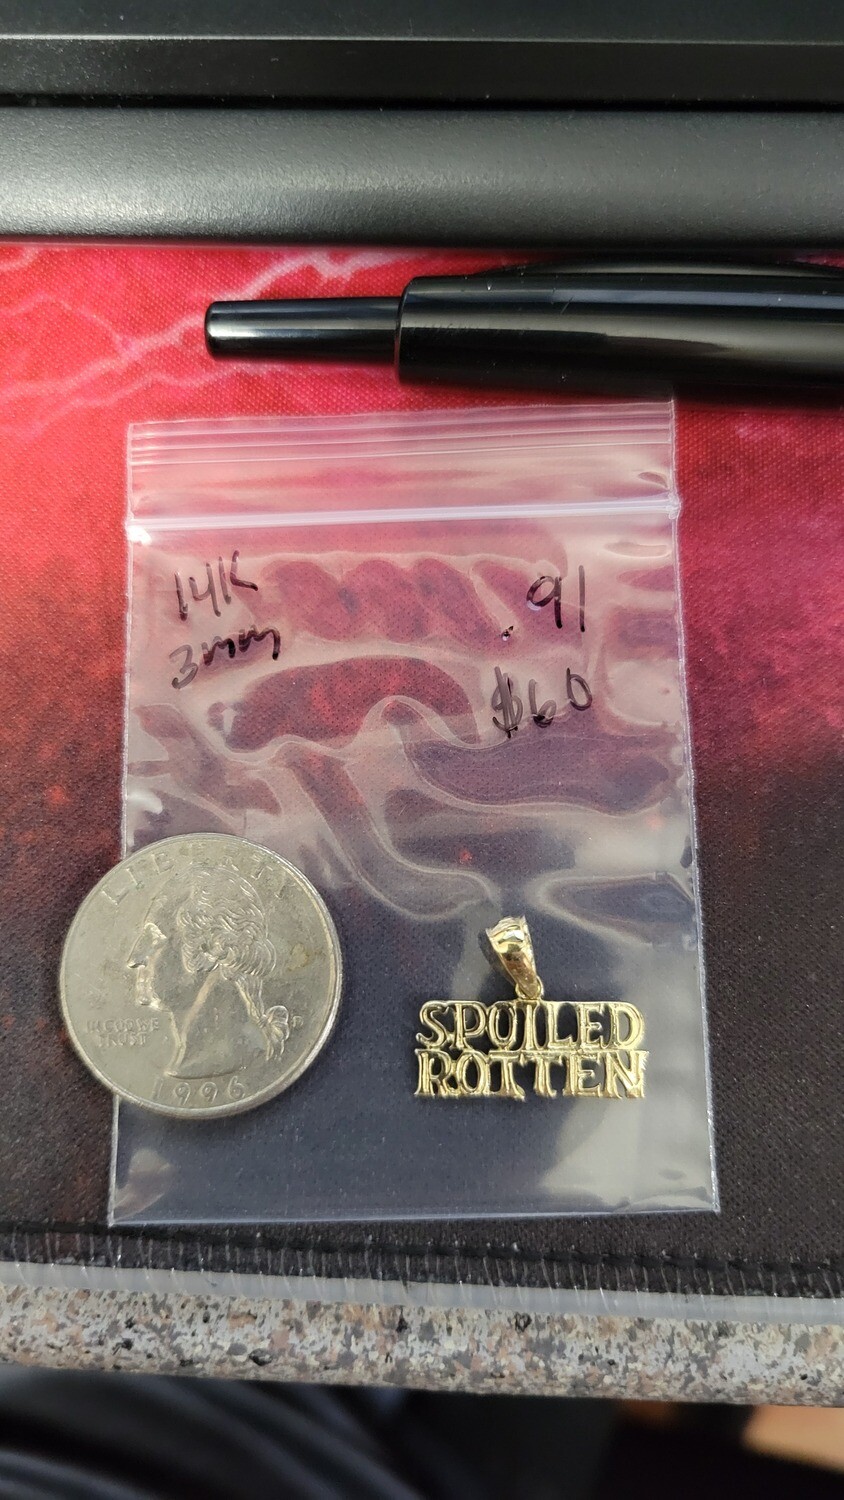 14K .91
3mm $60
LIBERTY
IN GOD WE
TRUST
1996
SPOILED
ROTTEN